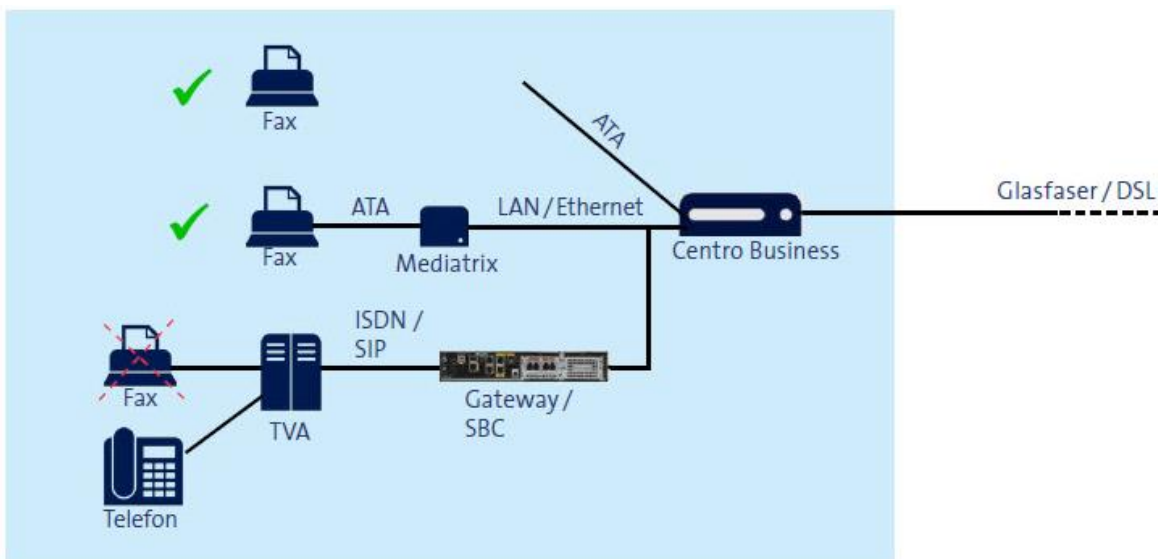 Fax
ATA
Glasfaser / DSL
Fax
ATA
LAN / Ethernet
Mediatrix
Centro Business
ISDN /
SIP
Fax
TVA
Gateway /
SBC
Telefon